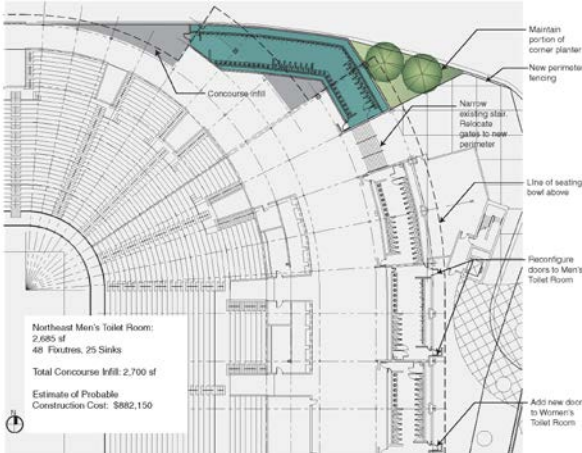 Maintain
portion of
corner planter
New perimeter
fencing
Concourse infill
Narrow
existing stair.
Relocate
gates to new
perimeter
Line of seating
bowl above
Reconfigure
doors to Men's
Toilet Room
Northeast Men's Toilet Room:
2,685 sf
48 Fixutres, 25 Sinks
Total Concourse Infill: 2,700 sf
Estimate of Probable
Construction Cost: $882,150
N
Add new door
to Women's
Toilet Room